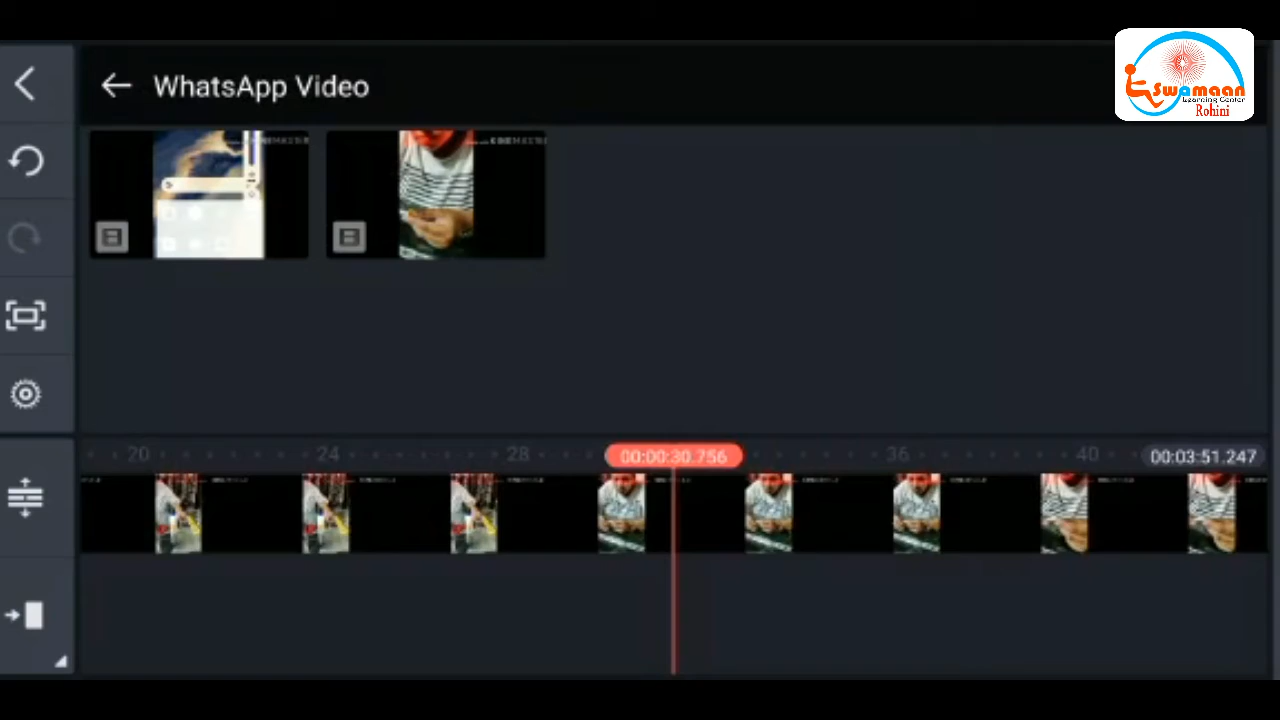 WhatsApp Video
Swamaan
Learning Center
Rohini
KINEMASTER
20
24
28
00:00:30.756
36
40
00:03:51.247